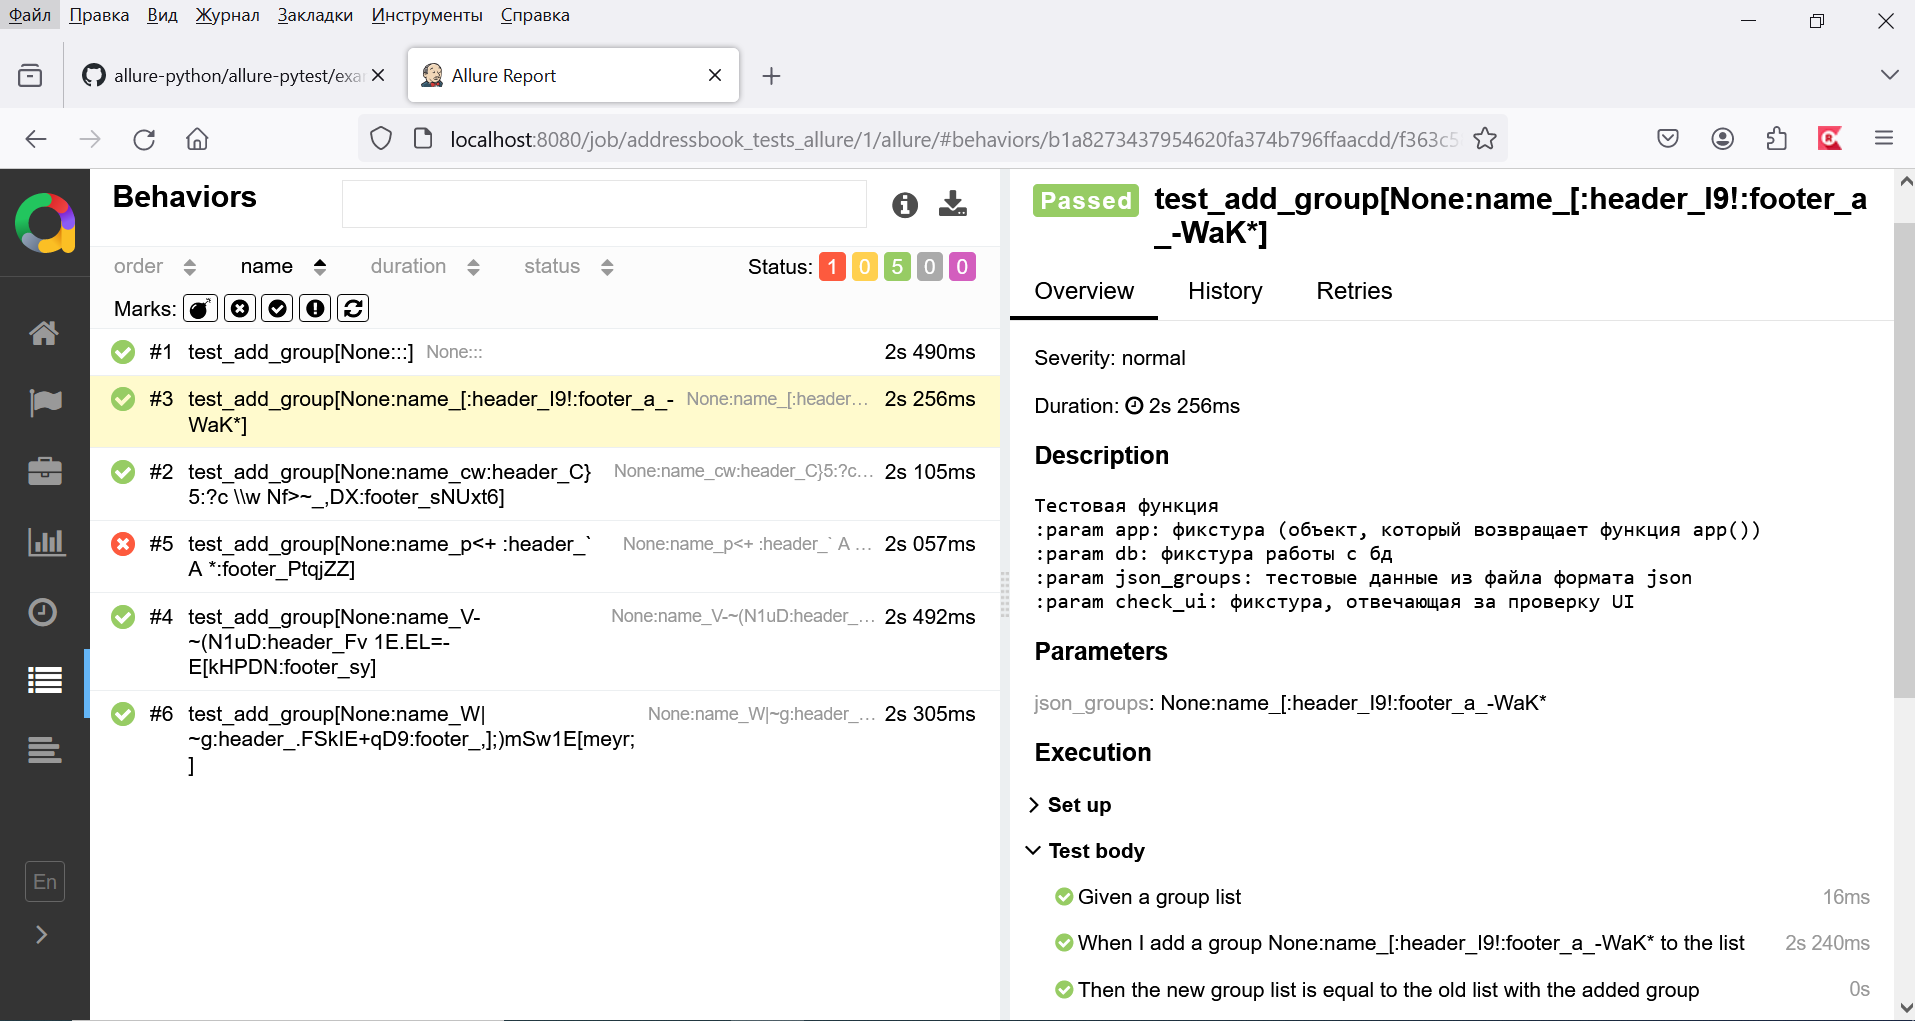 Файл Правка Вид Журнал Закладки Инструменты Справка
allure-python/allure-pytest/exa
Allure Report
localhost:8080/job/addressbook_tests_allure/1/allure/#behaviors/b1a8273437954620fa374b796ffaacdd/f363c5
Behaviors
order name duration status Status: 1 0 5 0 0
Marks:
#1 test_add_group[None:::] None::: 2s 490ms
#3 test_add_group[None:name_[:header_I9!:footer_a_- None:name_[:header... 2s 256ms
WaK*]
#2 test_add_group[None:name_cw:header_C} None:name_cw:header_C}5:?c... 2s 105ms
5:?c \\w Nf>~_,DX:footer_sNUxt6]
#5 test_add_group[None:name_p<+ :header_` None:name_p<+ :header_` A ... 2s 057ms
A *:footer_PtqjZZ]
#4 test_add_group[None:name_V- None:name_V-~(N1uD:header_... 2s 492ms
~(N1uD:header_Fv 1E.EL=-
E[kHPDN:footer_sy]
#6 test_add_group[None:name_W| None:name_W|~g:header_... 2s 305ms
~g:header_.FSkIE+qD9:footer_,];)mSw1E[meyr;
]
En
Passed test_add_group[None:name_[:header_I9!:footer_a
_-WaK*]
Overview History Retries
Severity: normal
Duration: 2s 256ms
Description
Тестовая функция
:param app: фикстура (объект, который возвращает функция app())
:param db: фикстура работы с бд
:param json_groups: тестовые данные из файла формата json
:param check_ui: фикстура, отвечающая за проверку UI
Parameters
json_groups: None:name_[:header_I9!:footer_a_-WaK*
Execution
Set up
Test body
Given a group list 16ms
When I add a group None:name_[:header_I9!:footer_a_-WaK* to the list 2s 240ms
Then the new group list is equal to the old list with the added group 0s